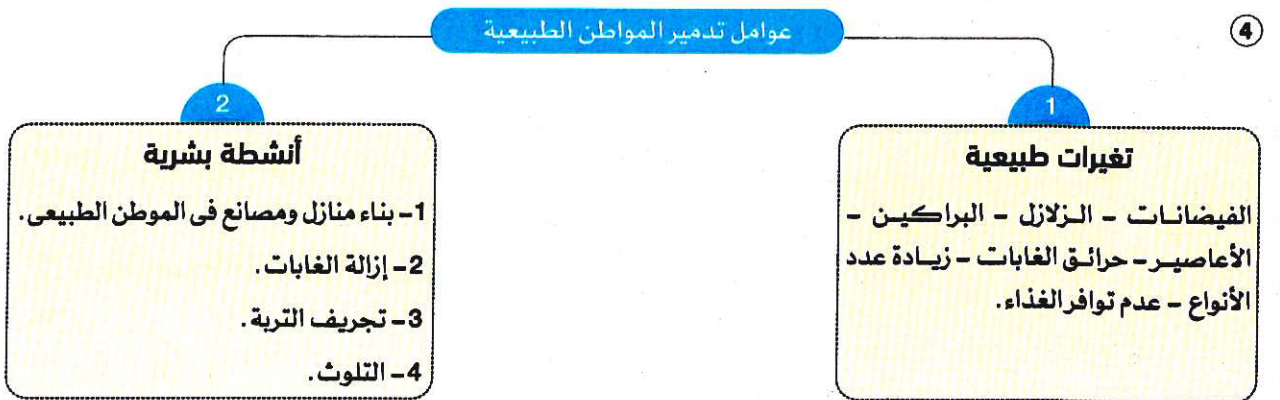 ④
عوامل تدمير المواطن الطبيعية
1
تغيرات طبيعية
الفيضانات - الزلازل - البراكين -
الأعاصير - حرائق الغابات - زيادة عدد
الأنواع - عدم توافر الغذاء.
2
أنشطة بشرية
1- بناء منازل ومصانع فى الموطن الطبيعى.
2- إزالة الغابات.
3- تجريف التربة.
4- التلوث.